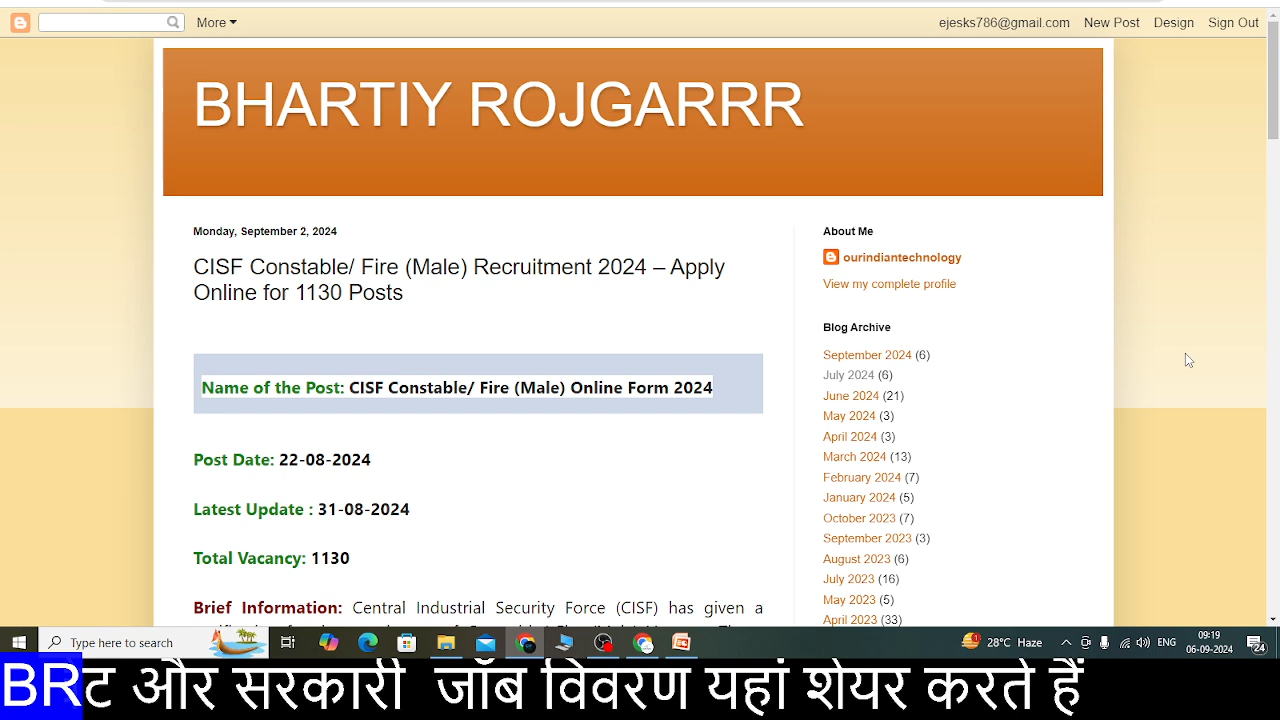 More
ejesks786@gmail.com New Post Design Sign Out
BHARTIY ROJGARRR
Monday, September 2, 2024
CISF Constable/ Fire (Male) Recruitment 2024 – Apply
Online for 1130 Posts
Name of the Post: CISF Constable/ Fire (Male) Online Form 2024
Post Date: 22-08-2024
Latest Update : 31-08-2024
Total Vacancy: 1130
Brief Information: Central Industrial Security Force (CISF) has given a
About Me
ourindiantechnology
View my complete profile
Blog Archive
September 2024 (6)
July 2024 (6)
June 2024 (21)
May 2024 (3)
April 2024 (3)
March 2024 (13)
February 2024 (7)
January 2024 (5)
October 2023 (7)
September 2023 (3)
August 2023 (6)
July 2023 (16)
May 2023 (5)
April 2023 (33)
Type here to search
28°C Haze
ENG
09:19
06-09-2024
24
BRट और सरकारी जॉब विवरण यहां शेयर करते हैं